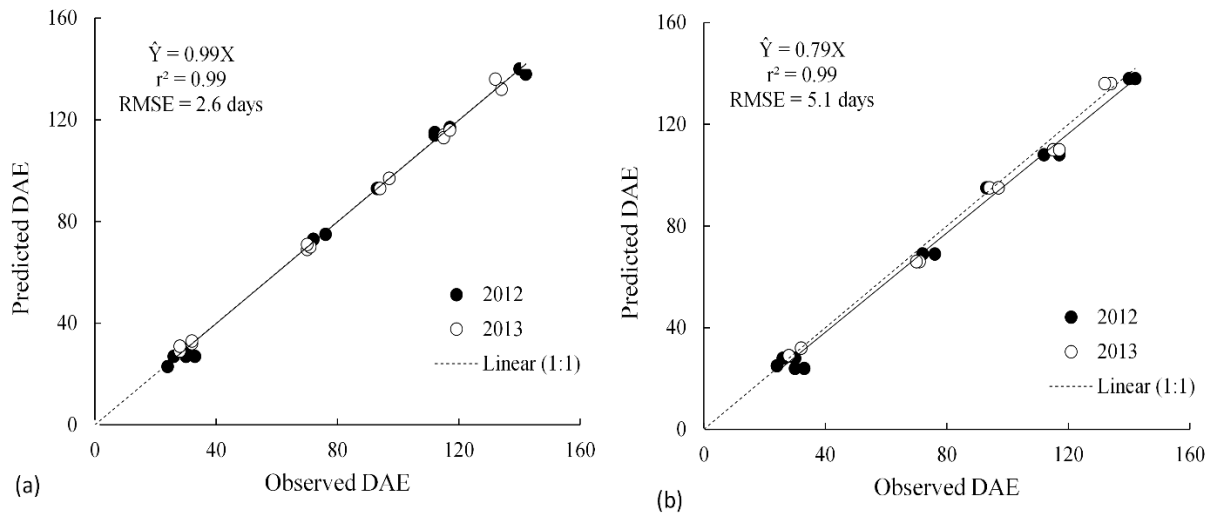 160
120
80
40
0
Predicted DAE
Ŷ = 0.99X
r² = 0.99
RMSE = 2.6 days
2012
2013
Linear (1:1)
0 40 80 120 160
Observed DAE
(a)
160
120
80
40
0
Predicted DAE
Ŷ = 0.79X
r² = 0.99
RMSE = 5.1 days
2012
2013
Linear (1:1)
0 40 80 120 160
Observed DAE
(b)